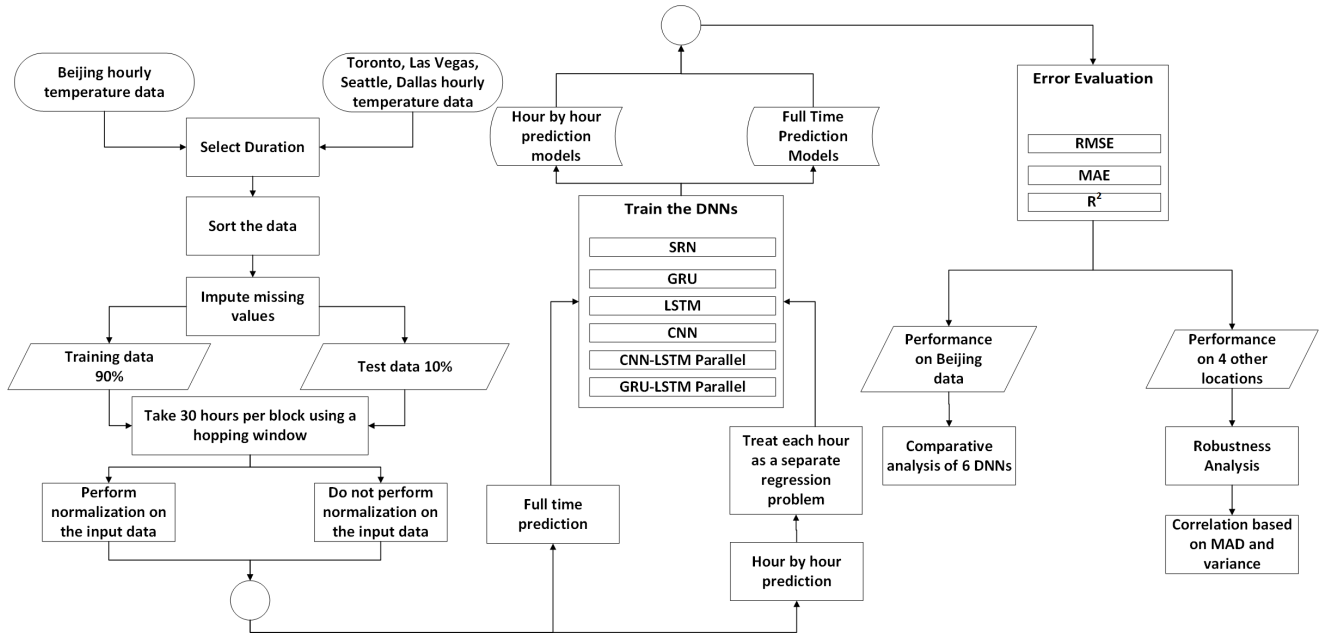 Beijing hourly
temperature data
Toronto, Las Vegas,
Seattle, Dallas hourly
temperature data
Select Duration
Sort the data
Impute missing
values
Training data
90%
Test data 10%
Take 30 hours per block using a
hopping window
Perform
normalization on
the input data
Do not perform
normalization on
the input data
Full time
prediction
Hour by hour
prediction
Treat each hour
as a separate
regression
problem
Train the DNNs
SRN
GRU
LSTM
CNN
CNN-LSTM Parallel
GRU-LSTM Parallel
Hour by hour
prediction
models
Full Time
Prediction
Models
Error Evaluation
RMSE
MAE
R²
Performance
on Beijing
data
Comparative
analysis of 6 DNNs
Performance
on 4 other
locations
Robustness
Analysis
Correlation based
on MAD and
variance